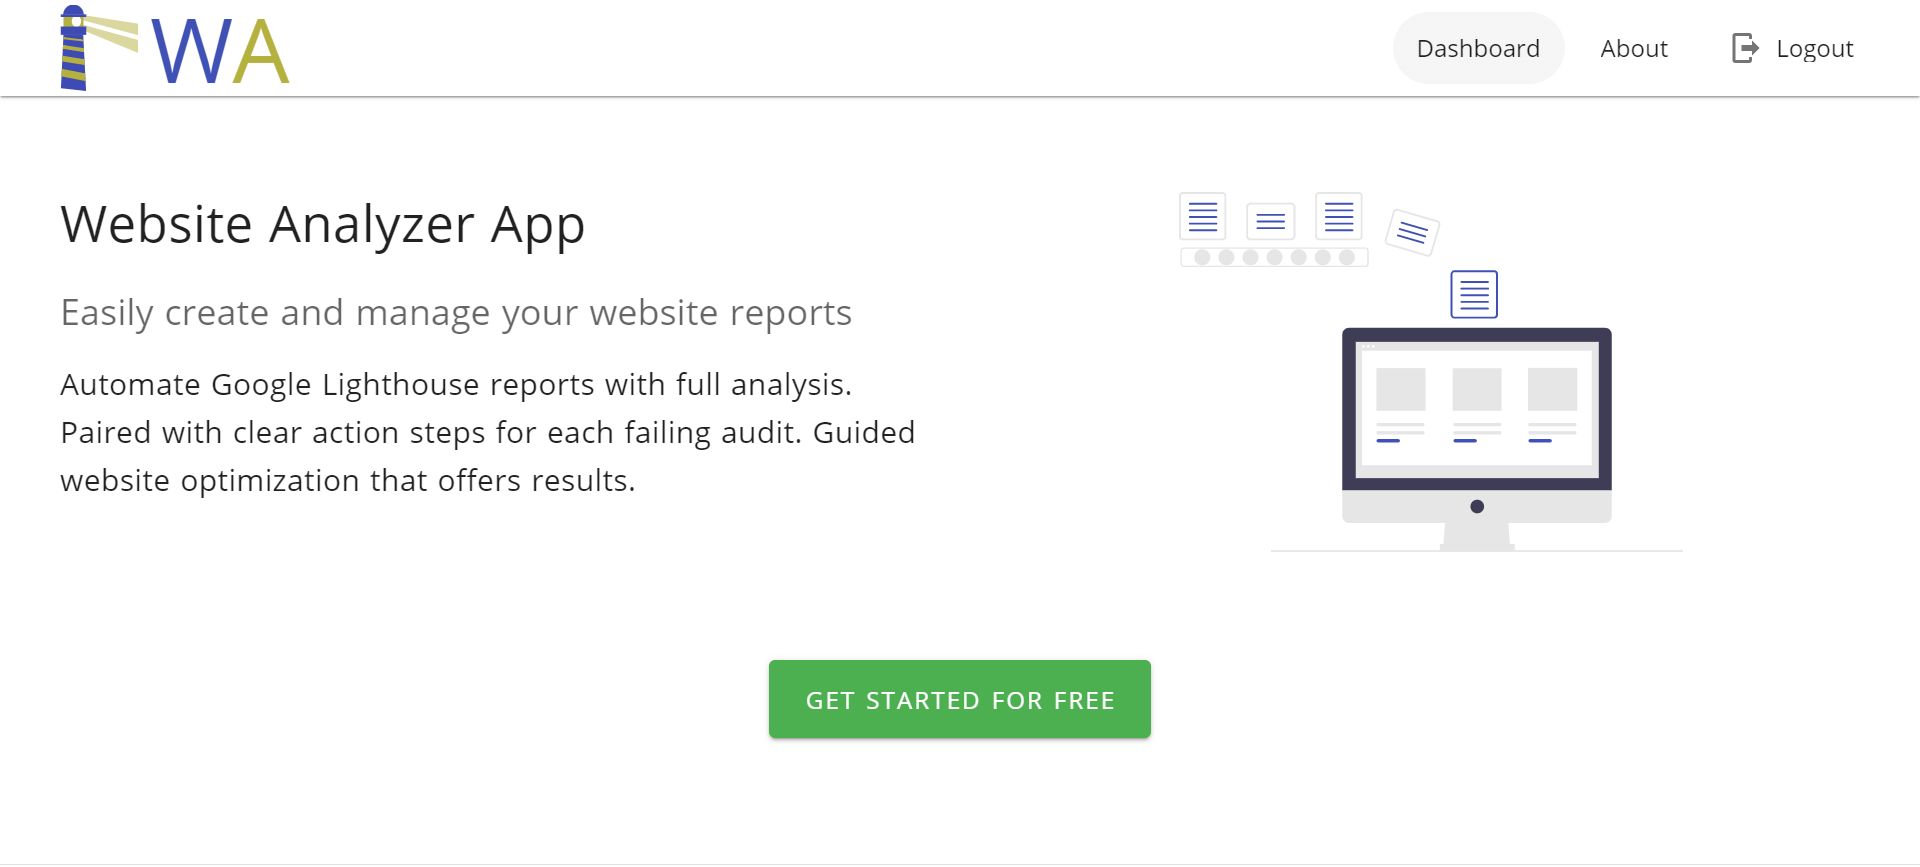 WA
Dashboard
About
Logout
Website Analyzer App
Easily create and manage your website reports
Automate Google Lighthouse reports with full analysis.
Paired with clear action steps for each failing audit. Guided
website optimization that offers results.
GET STARTED FOR FREE